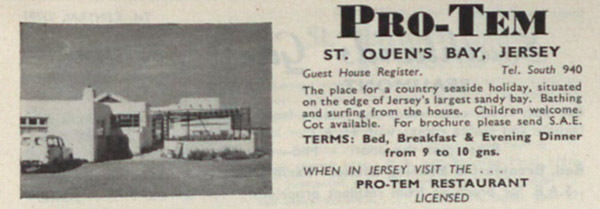 PRO-TEM
ST. OUEN'S BAY, JERSEY
Guest House Register. Tel. South 940
The place for a country seaside holiday, situated
on the edge of Jersey's largest sandy bay. Bathing
and surfing from the house. Children welcome.
Cot available. For brochure please send S.A.E.
TERMS: Bed, Breakfast & Evening Dinner
from 9 to 10 gns.
WHEN IN JERSEY VISIT THE . . .
PRO-TEM RESTAURANT
LICENSED